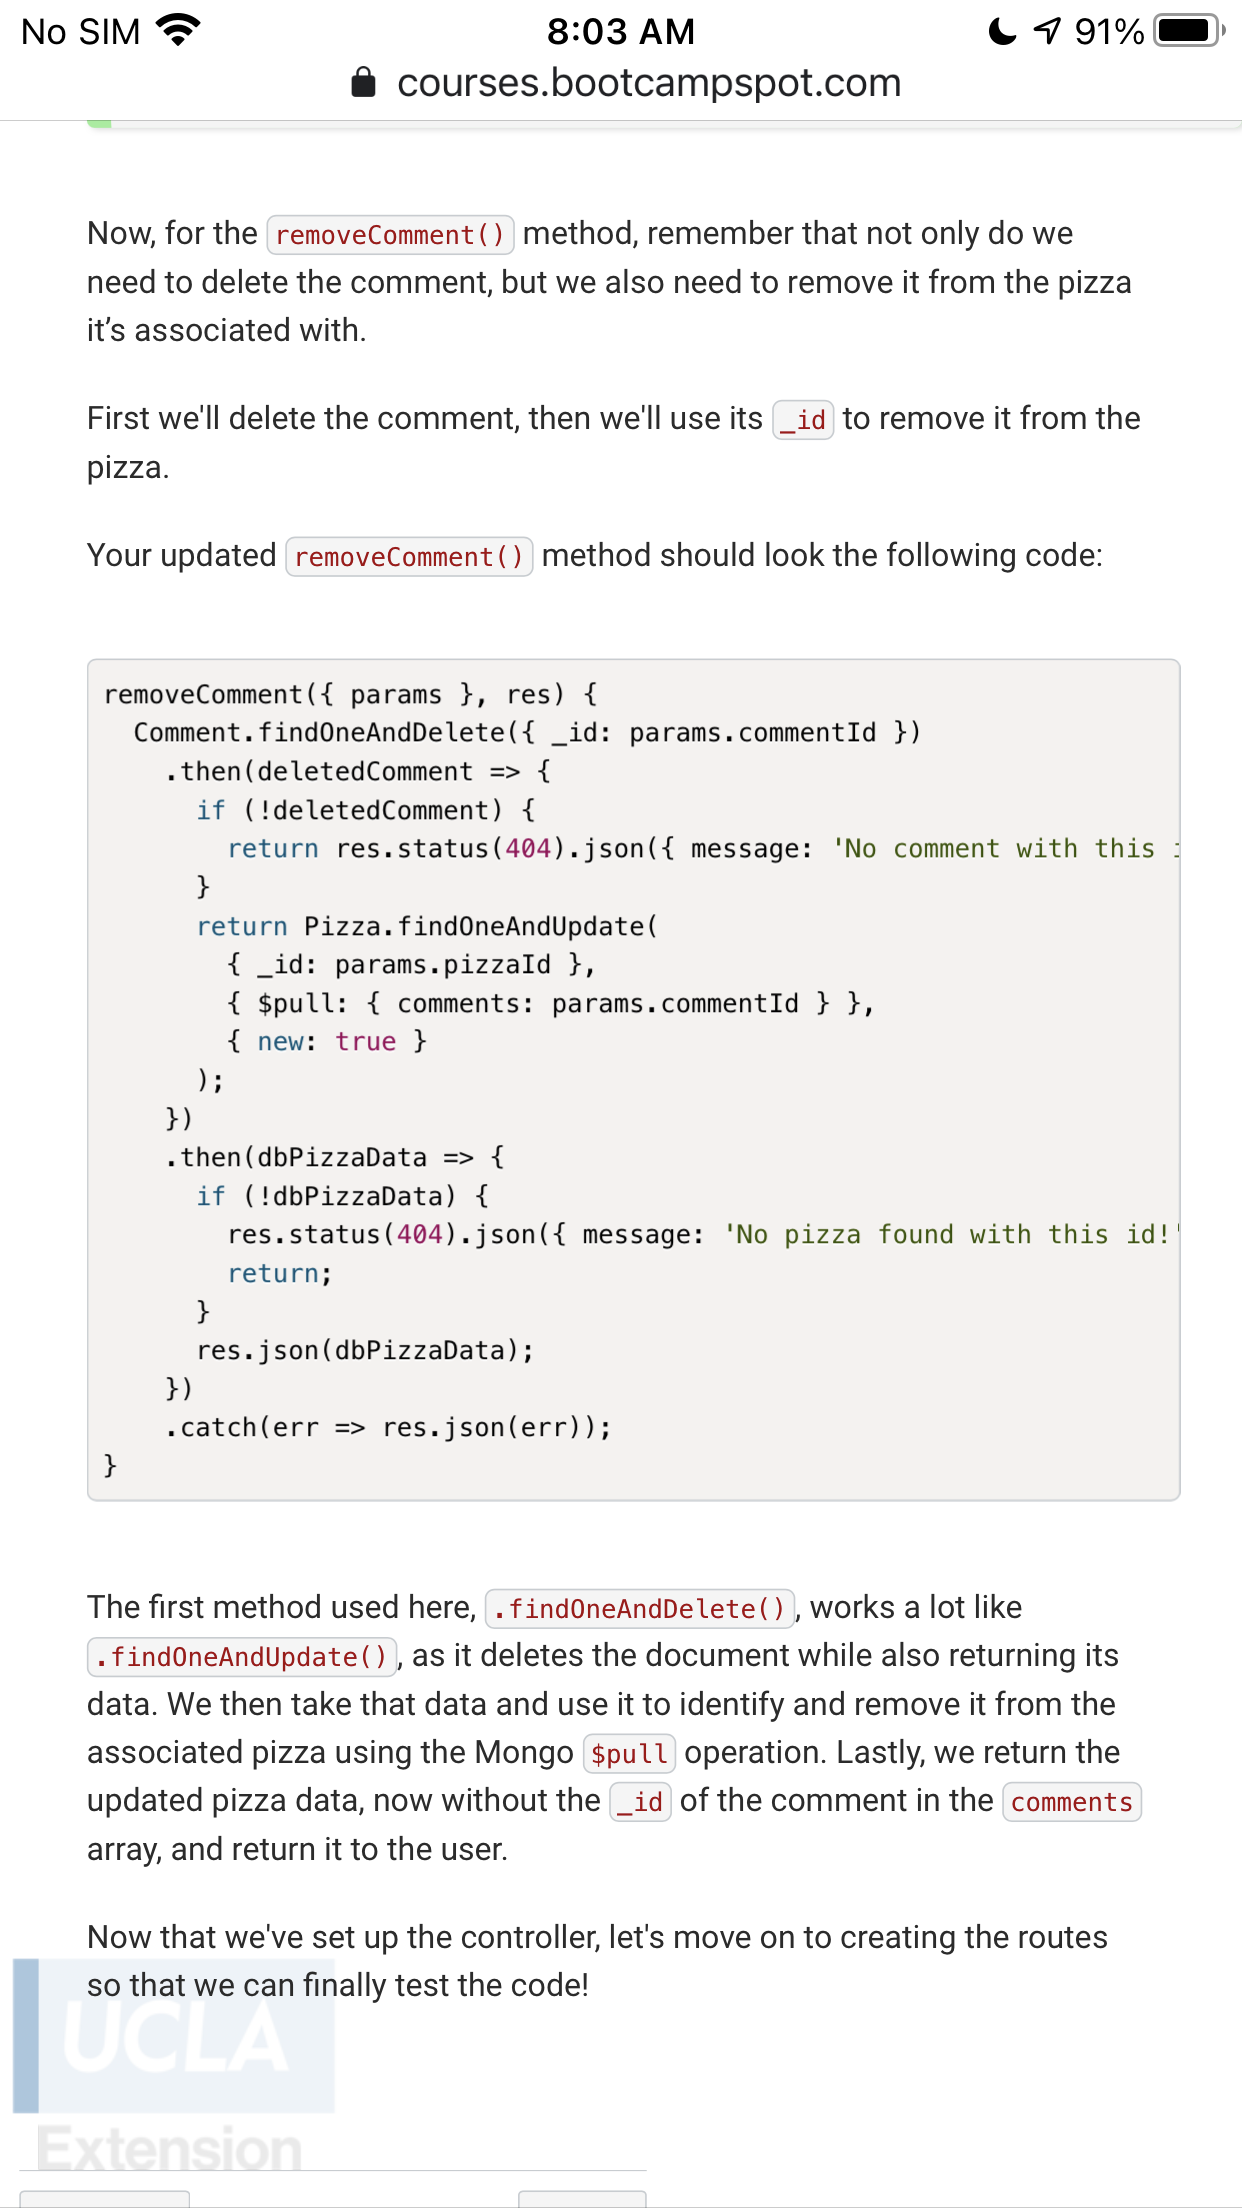 No SIM 8:03 AM 91%
courses.bootcampspot.com
Now, for the removeComment() method, remember that not only do we
need to delete the comment, but we also need to remove it from the pizza
it's associated with.
First we'll delete the comment, then we'll use its _id to remove it from the
pizza.
Your updated removeComment() method should look the following code:
removeComment({ params }, res) {
  Comment.findOneAndDelete({ _id: params.commentId })
    .then(deletedComment => {
      if (!deletedComment) {
        return res.status(404).json({ message: 'No comment with this
      }
      return Pizza.findOneAndUpdate(
        { _id: params.pizzaId },
        { $pull: { comments: params.commentId } },
        { new: true }
      );
    })
    .then(dbPizzaData => {
      if (!dbPizzaData) {
        res.status(404).json({ message: 'No pizza found with this id!'
        return;
      }
      res.json(dbPizzaData);
    })
    .catch(err => res.json(err));
}
The first method used here, .findOneAndDelete(), works a lot like
.findOneAndUpdate(), as it deletes the document while also returning its
data. We then take that data and use it to identify and remove it from the
associated pizza using the Mongo $pull operation. Lastly, we return the
updated pizza data, now without the _id of the comment in the comments
array, and return it to the user.
Now that we've set up the controller, let's move on to creating the routes
so that we can finally test the code!
UCLA
Extension